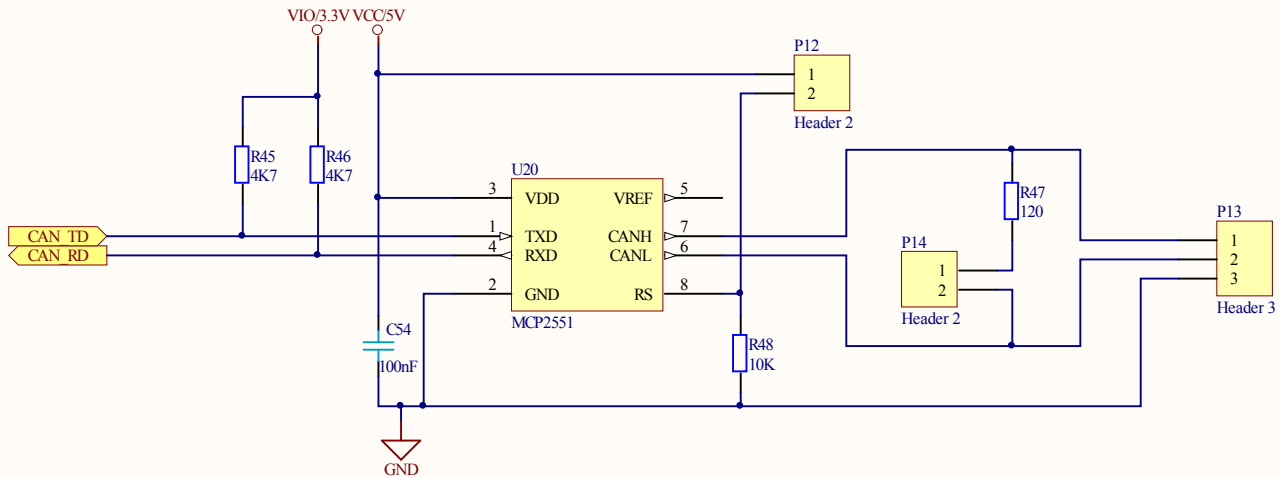 VIO/3.3V VCC/5V
P12
1
2
Header 2
R45
4K7
R46
4K7
U20
3 VDD VREF 5
CAN_TD 1 TXD CANH 7
CAN_RD 4 RXD CANL 6
2 GND RS 8
MCP2551
R47
120
P14
1
2
Header 2
P13
1
2
3
Header 3
C54
100nF
R48
10K
GND